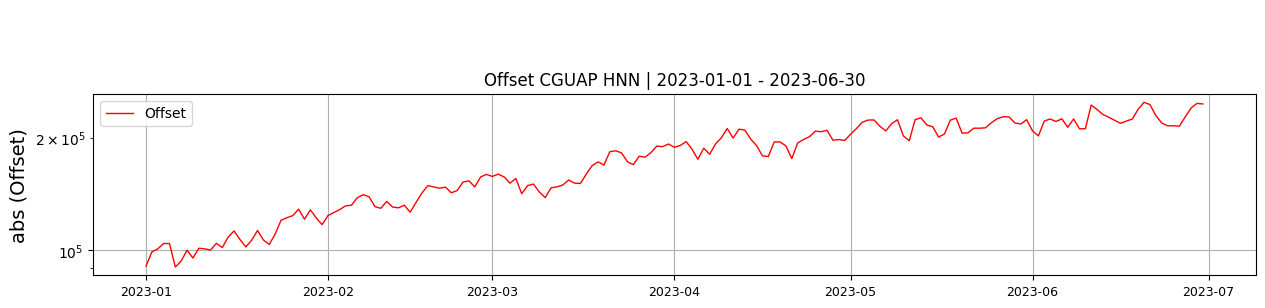 Offset CGUAP HNN | 2023-01-01 - 2023-06-30
Offset
abs (Offset)
2 × 10⁵
10⁵
2023-01 2023-02 2023-03 2023-04 2023-05 2023-06 2023-07